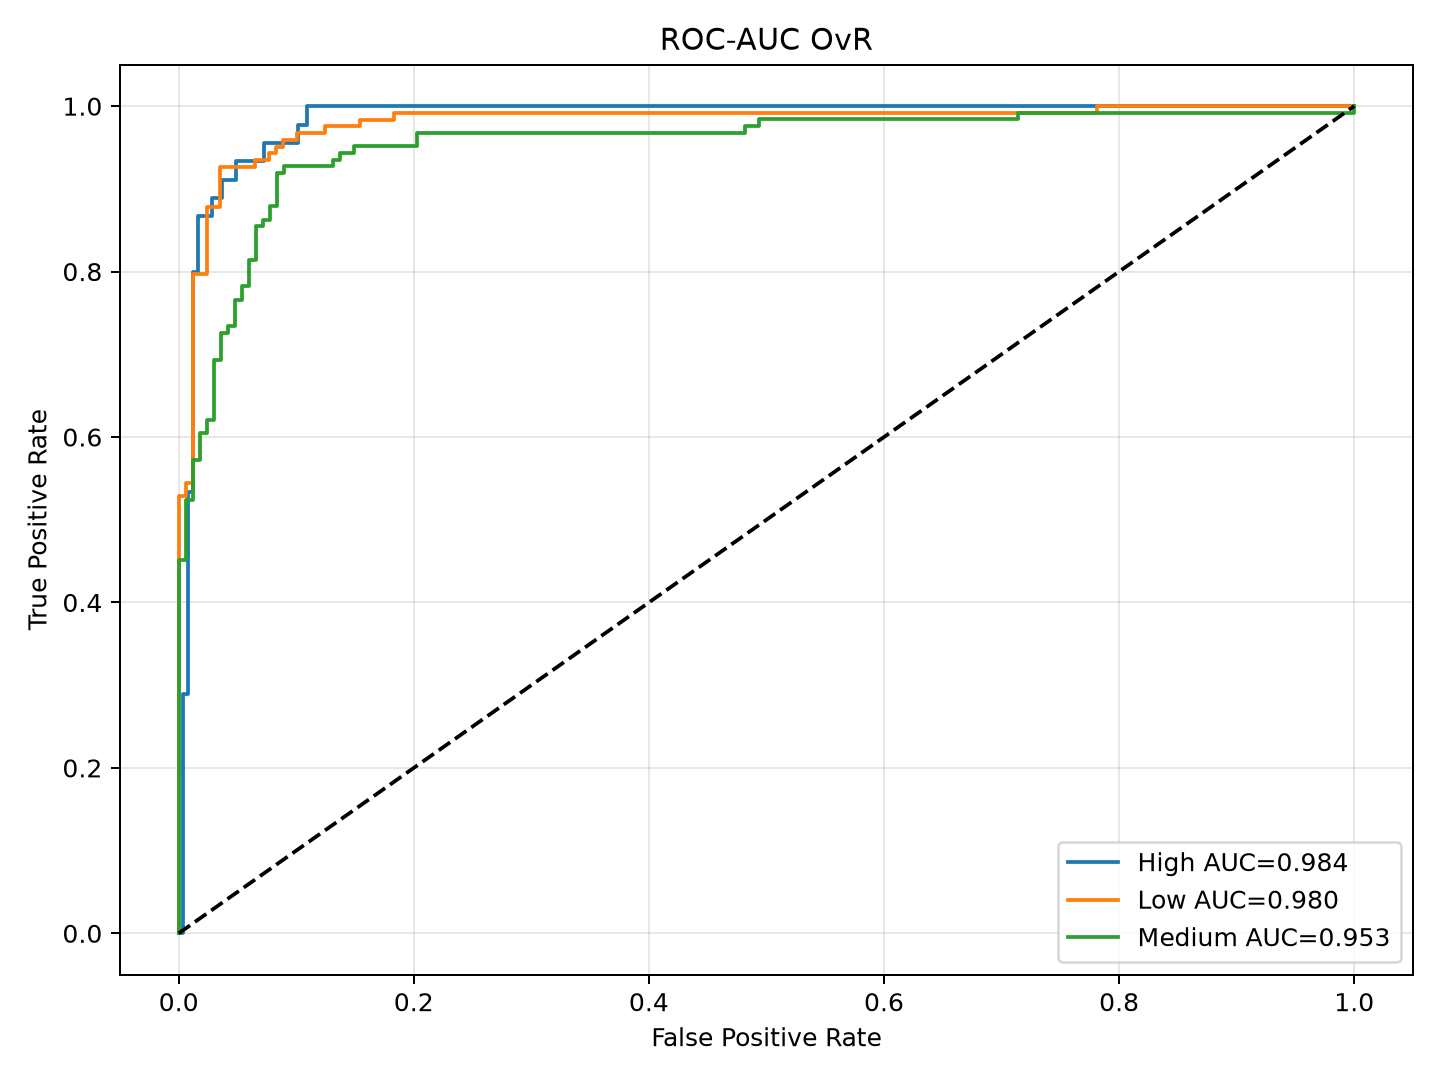 ROC-AUC OvR
True Positive Rate
1.0
0.8
0.6
0.4
0.2
0.0
High AUC=0.984
Low AUC=0.980
Medium AUC=0.953
0.0 0.2 0.4 0.6 0.8 1.0
False Positive Rate